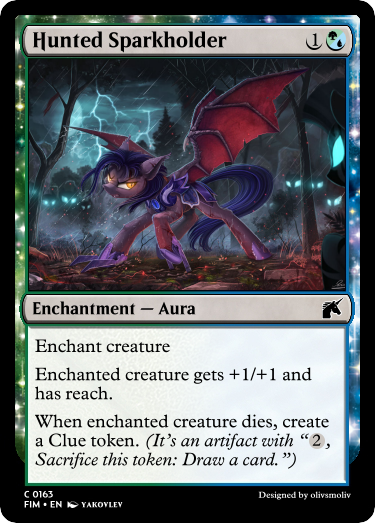 Hunted Sparkholder 1
Enchantment — Aura
Enchant creature
Enchanted creature gets +1/+1 and
has reach.
When enchanted creature dies, create
a Clue token. (It's an artifact with “2,
Sacrifice this token: Draw a card.”)
C 0163
FIM • EN YAKOVLEV
Designed by olivsmoliv